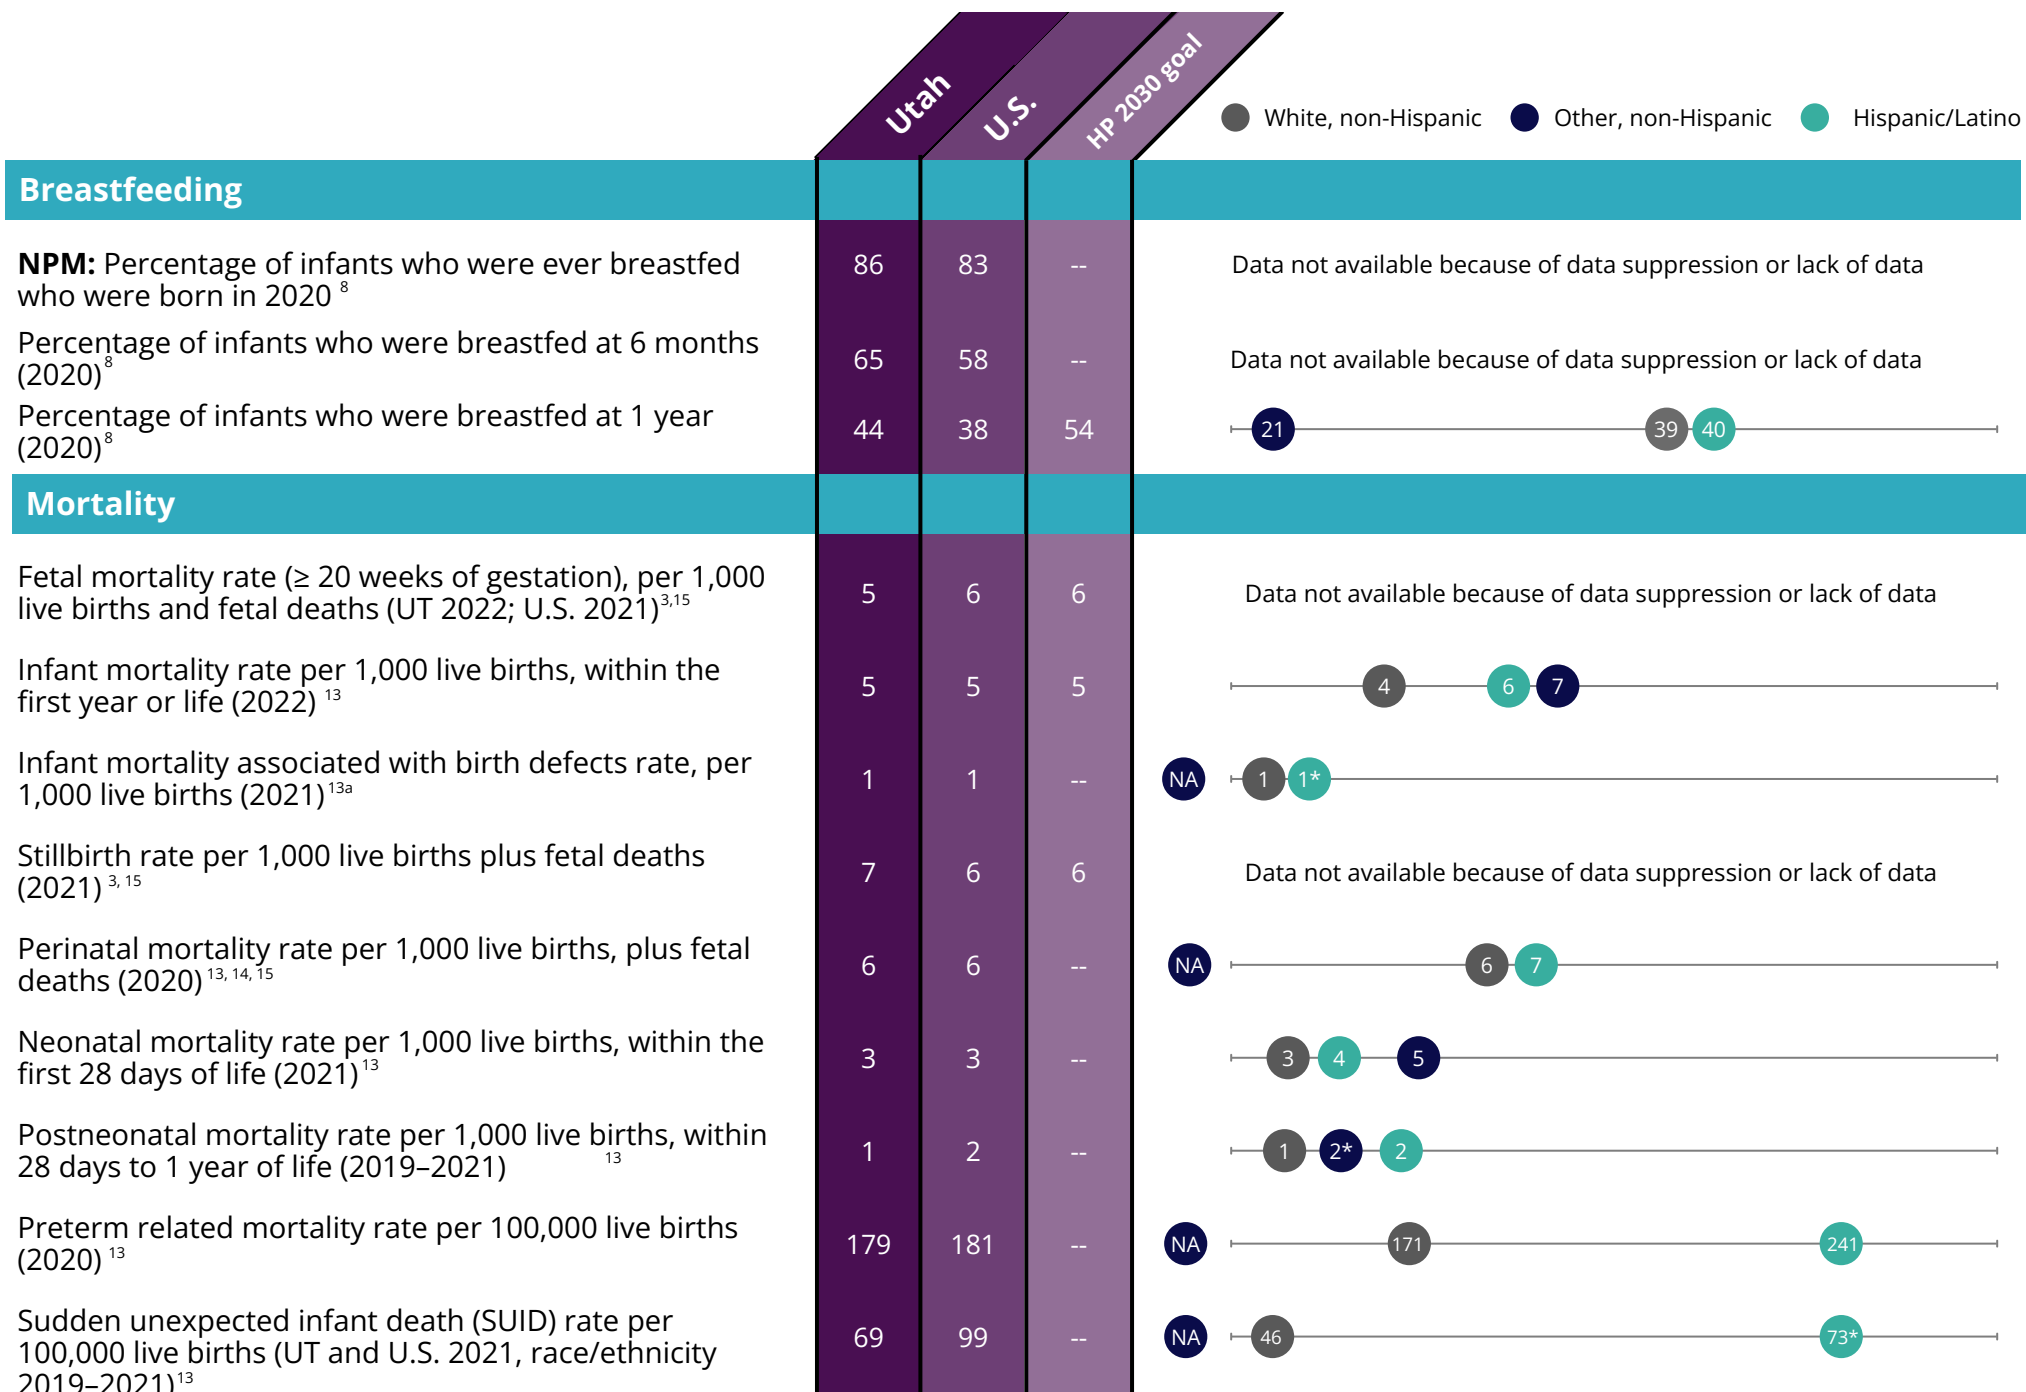 Utah
U.S.
HP 2030 goal
White, non-Hispanic
Other, non-Hispanic
Hispanic/Latino
Breastfeeding
NPM: Percentage of infants who were ever breastfed
who were born in 2020 8
86 83 --
Data not available because of data suppression or lack of data
Percentage of infants who were breastfed at 6 months
(2020) 8
65 58 --
Data not available because of data suppression or lack of data
Percentage of infants who were breastfed at 1 year
(2020) 8
44 38 54
21 39 40
Mortality
Fetal mortality rate (≥ 20 weeks of gestation), per 1,000
live births and fetal deaths (UT 2022; U.S. 2021) 3,15
5 6 6
Data not available because of data suppression or lack of data
Infant mortality rate per 1,000 live births, within the
first year or life (2022) 13
5 5 5
4 6 7
Infant mortality associated with birth defects rate, per
1,000 live births (2021) 13a
1 1 --
NA 1 1*
Stillbirth rate per 1,000 live births plus fetal deaths
(2021) 3, 15
7 6 6
Data not available because of data suppression or lack of data
Perinatal mortality rate per 1,000 live births, plus fetal
deaths (2020) 13, 14, 15
6 6 --
NA 6 7
Neonatal mortality rate per 1,000 live births, within the
first 28 days of life (2021) 13
3 3 --
3 4 5
Postneonatal mortality rate per 1,000 live births, within
28 days to 1 year of life (2019–2021) 13
1 2 --
1 2* 2
Preterm related mortality rate per 100,000 live births
(2020) 13
179 181 --
NA 171 241
Sudden unexpected infant death (SUID) rate per
100,000 live births (UT and U.S. 2021, race/ethnicity
2019–2021) 13
69 99 --
NA 46 73*